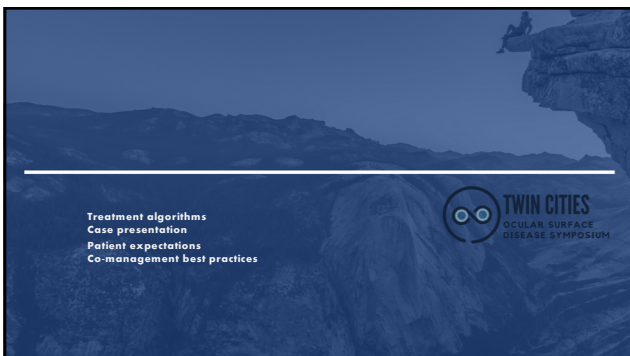 Treatment algorithms
Case presentation
Patient expectations
Co-management best practices
TWIN CITIES
OCULAR SURFACE
DISEASE SYMPOSIUM